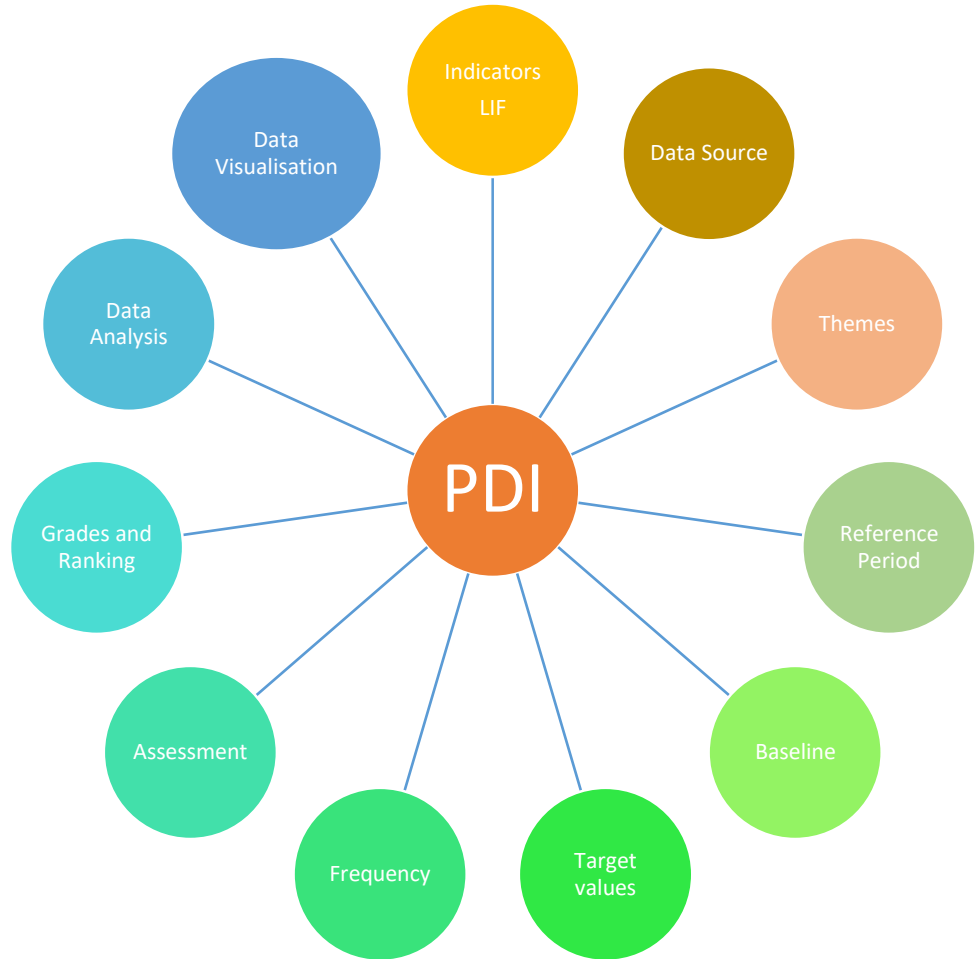 Indicators
LIF
Data Source
Themes
Reference
Period
Baseline
Target
values
Frequency
Assessment
Grades and
Ranking
Data
Analysis
Data
Visualisation
PDI